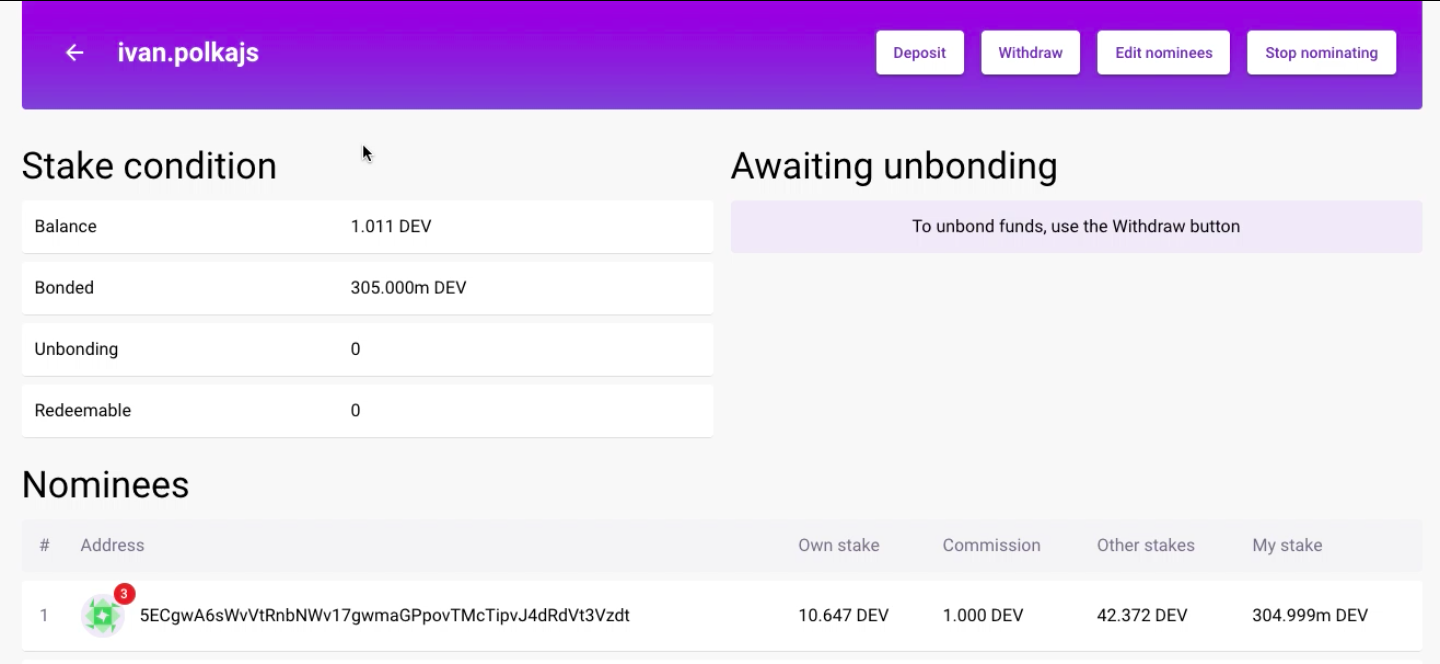 ivan.polkajs
Deposit Withdraw Edit nominees Stop nominating
Stake condition
Balance 1.011 DEV
Bonded 305.000m DEV
Unbonding 0
Redeemable 0
Awaiting unbonding
To unbond funds, use the Withdraw button
Nominees
# Address Own stake Commission Other stakes My stake
1 3 5ECgwA6sWvVtRnbNWv17gwmaGPpovTMcTipvJ4dRdVt3Vzdt 10.647 DEV 1.000 DEV 42.372 DEV 304.999m DEV